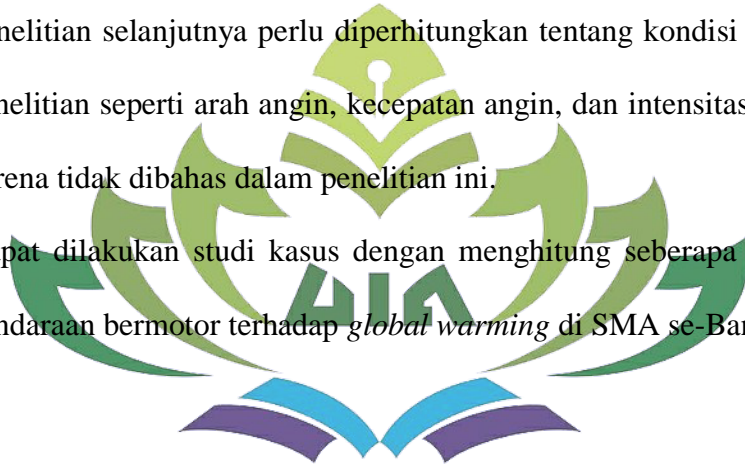 nelitian selanjutnya perlu diperhitungkan tentang kondisi
nelitian seperti arah angin, kecepatan angin, dan intensitas
rena tidak dibahas dalam penelitian ini.
pat dilakukan studi kasus dengan menghitung seberapa
ndaraan bermotor terhadap global warming di SMA se-Bar
UIN